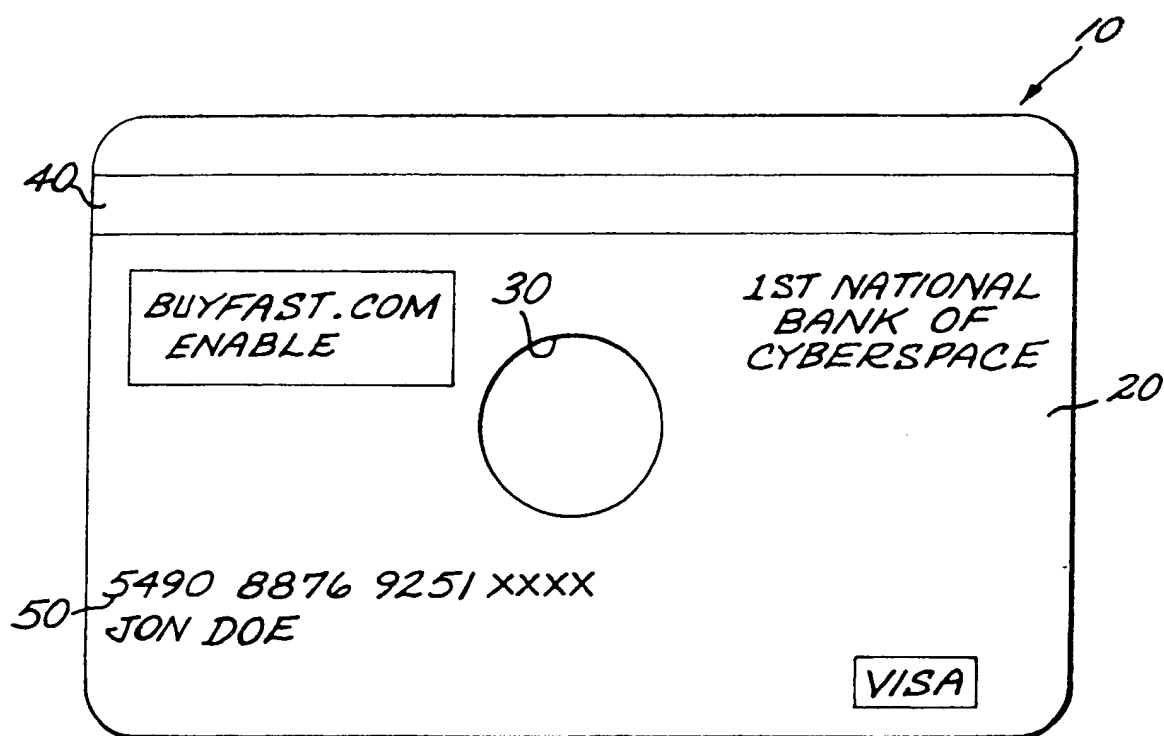 10
40
BUYFAST.COM
ENABLE
30
1ST NATIONAL
BANK OF
CYBERSPACE
20
50
5490 8876 9251 XXXX
JON DOE
VISA